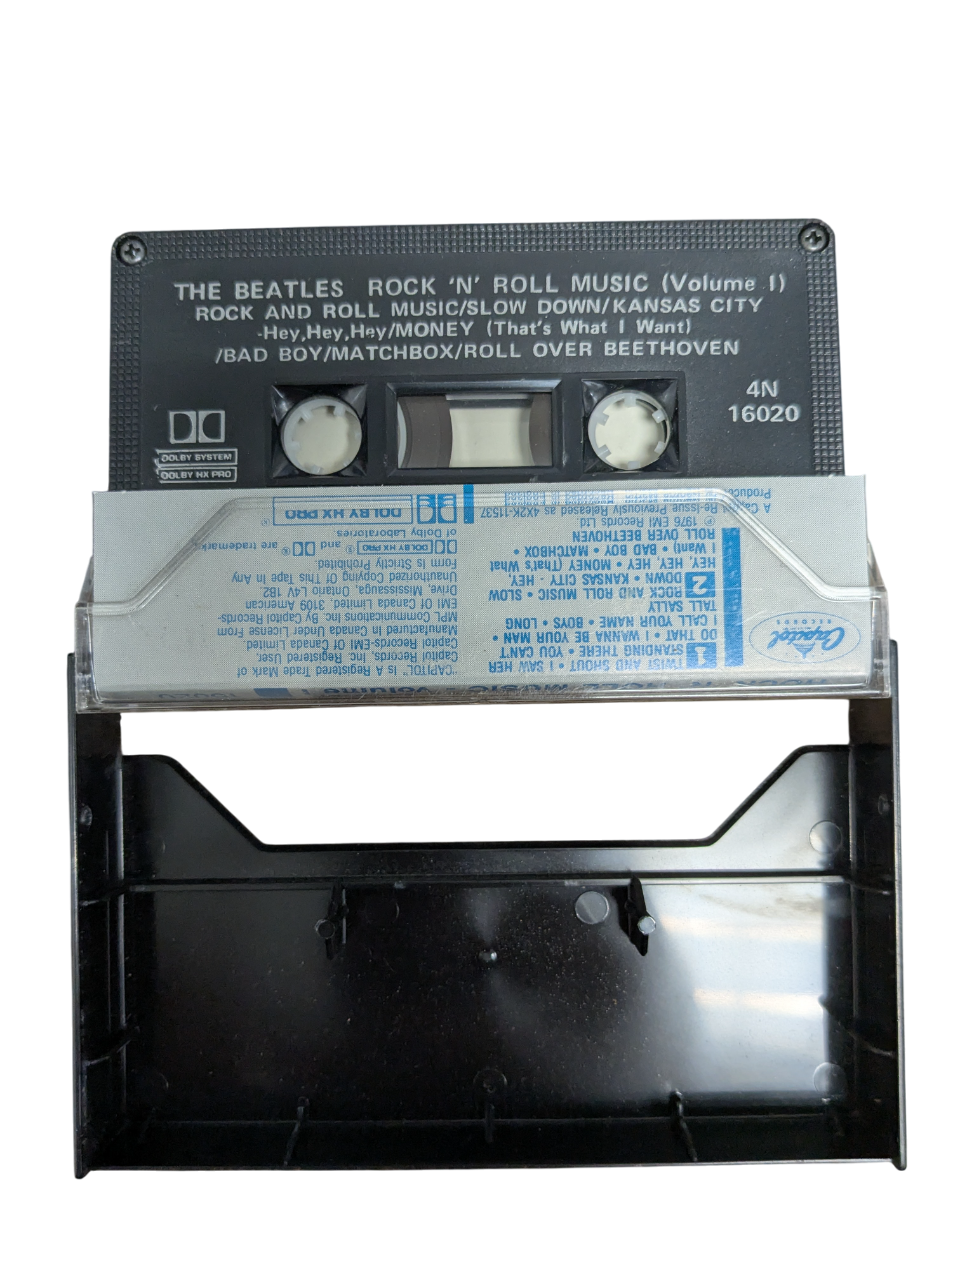 THE BEATLES ROCK 'N' ROLL MUSIC (Volume 1)
ROCK AND ROLL MUSIC/SLOW DOWN/KANSAS CITY
-Hey,Hey,Hey/MONEY (That's What I Want)
/BAD BOY/MATCHBOX/ROLL OVER BEETHOVEN
4N
16020
DOLBY SYSTEM
DOLBY HX PRO
Capitol
RECORDS
1 TWIST AND SHOUT • I SAW HER
STANDING THERE • YOU CAN'T
DO THAT • I WANNA BE YOUR MAN •
I CALL YOUR NAME • BOYS • LONG
TALL SALLY
2 ROCK AND ROLL MUSIC • SLOW
DOWN • KANSAS CITY - HEY,
HEY, HEY, HEY • MONEY (That's What
I Want) • BAD BOY • MATCHBOX •
ROLL OVER BEETHOVEN
℗ 1976 EMI Records Ltd.
A Capitol Re-Issue Previously Released as 4X2K-11537
"CAPITOL" Is A Registered Trade Mark of
Capitol Records, Inc. Registered User,
Capitol Records-EMI Of Canada Limited.
Manufactured In Canada Under License From
MPL Communications Inc. By Capitol Records-
EMI Of Canada Limited, 3109 American
Drive, Mississauga, Ontario L4V 1B2.
Unauthorized Copying Of This Tape In Any
Form Is Strictly Prohibited.
DOLBY HX PRO ® and ® are trademarks
of Dolby Laboratories
DOLBY HX PRO ®